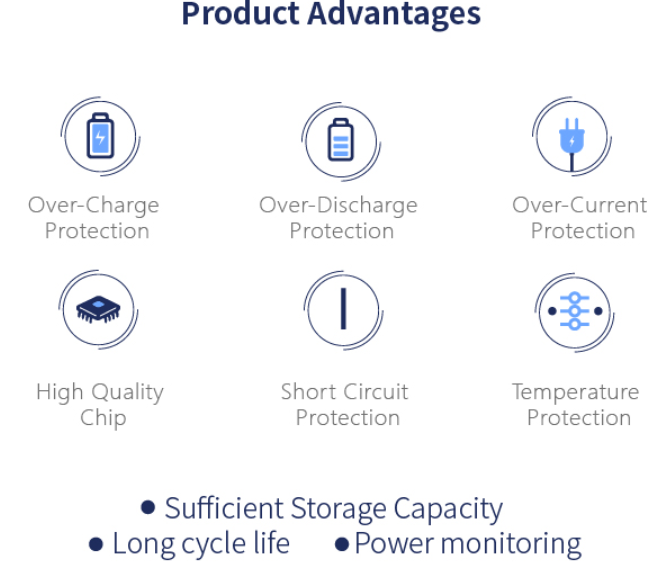 Product Advantages
Over-Charge
Protection
Over-Discharge
Protection
Over-Current
Protection
High Quality
Chip
Short Circuit
Protection
Temperature
Protection
• Sufficient Storage Capacity
• Long cycle life • Power monitoring